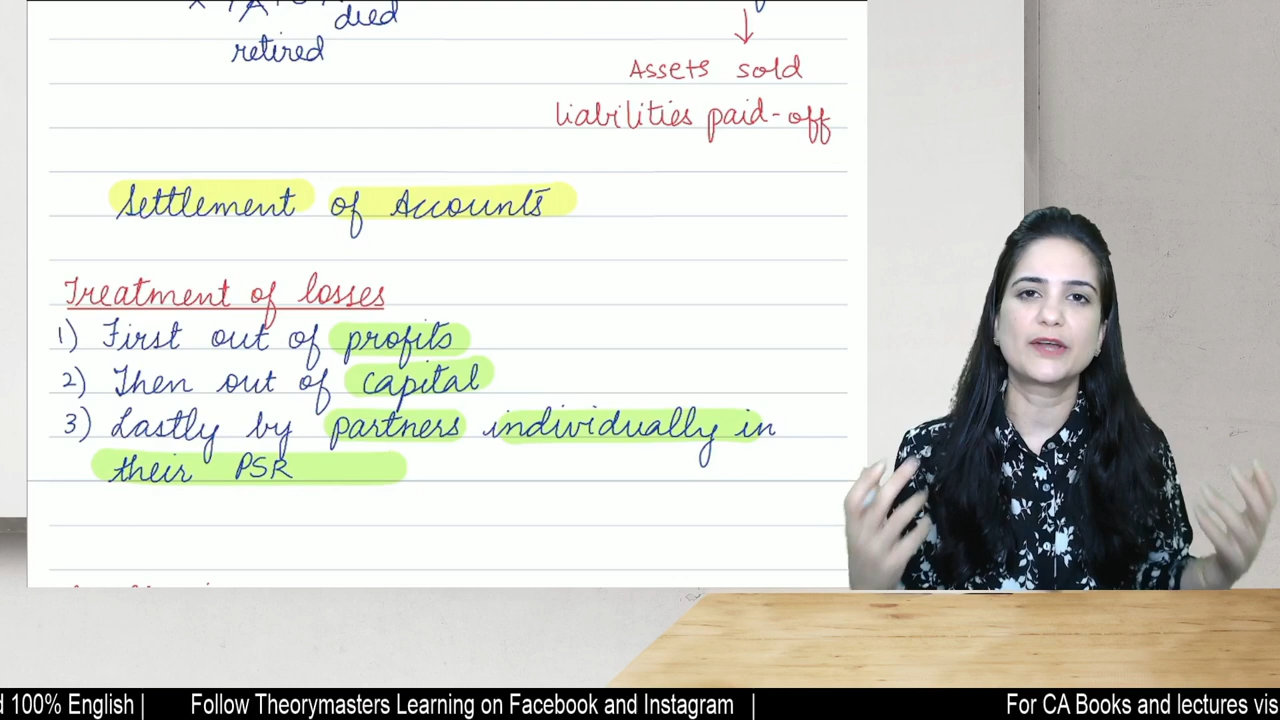 died
retired
Assets sold
liabilities paid-off
Settlement of Accounts
Treatment of losses
1) First out of profits
2) Then out of capital
3) Lastly by partners individually in
their PSR
d 100% English | Follow Theorymasters Learning on Facebook and Instagram | For CA Books and lectures vis